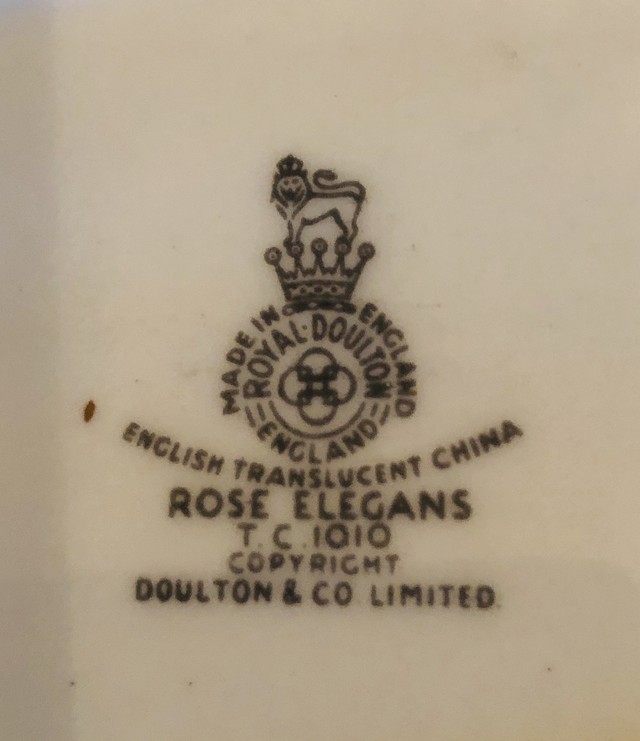 MADE IN ENGLAND
ROYAL·DOULTON
ENGLAND
ENGLISH TRANSLUCENT CHINA
ROSE ELEGANS
T.C.1010
COPYRIGHT
DOULTON & CO LIMITED